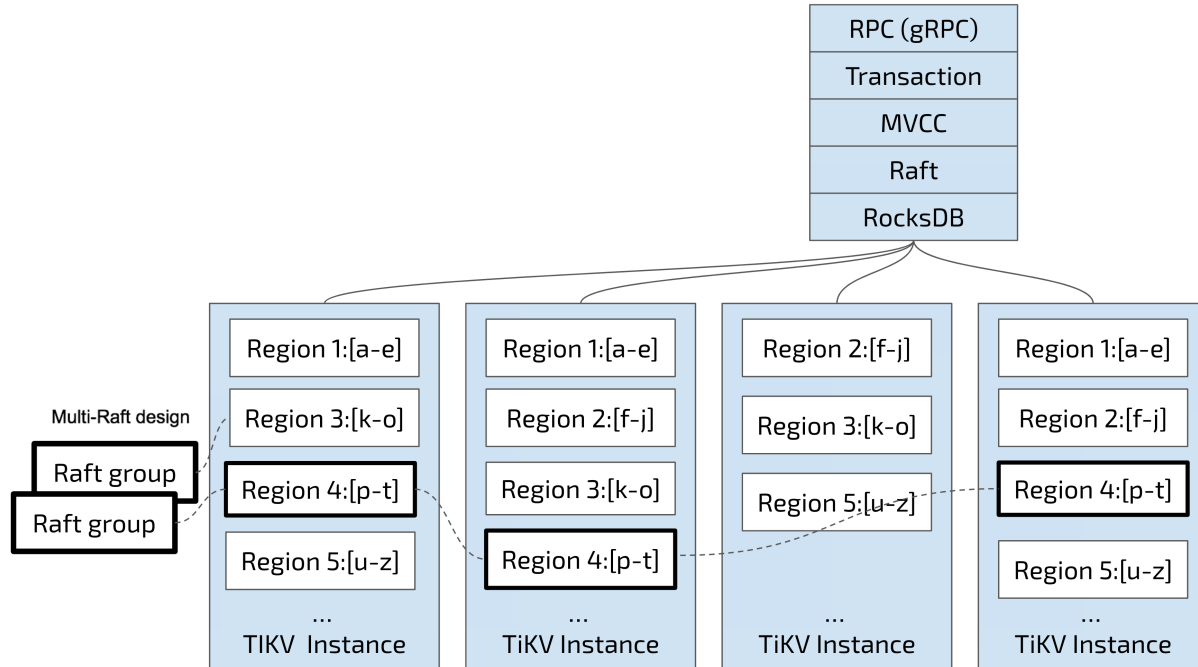 RPC (gRPC)
Transaction
MVCC
Raft
RocksDB
Multi-Raft design
Raft group
Raft group
Region 1:[a-e]
Region 3:[k-o]
Region 4:[p-t]
Region 5:[u-z]
...
TIKV Instance
Region 1:[a-e]
Region 2:[f-j]
Region 3:[k-o]
Region 4:[p-t]
...
TiKV Instance
Region 2:[f-j]
Region 3:[k-o]
Region 5:[u-z]
...
TiKV Instance
Region 1:[a-e]
Region 2:[f-j]
Region 4:[p-t]
Region 5:[u-z]
...
TiKV Instance